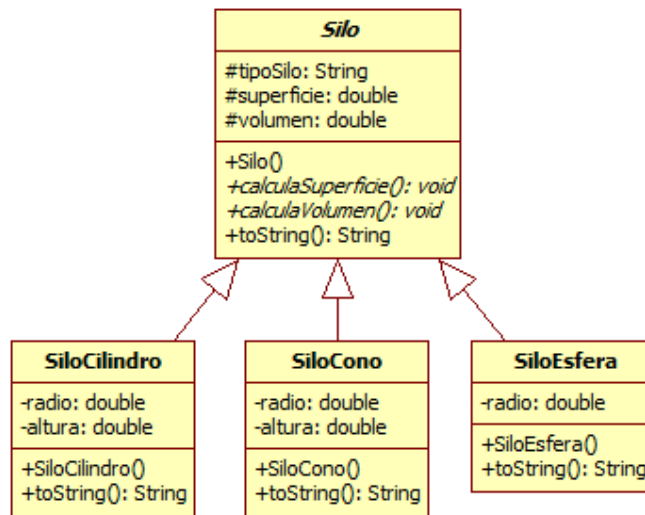 Silo
#tipoSilo: String
#superficie: double
#volumen: double
+Silo()
+calculaSuperficie(): void
+calculaVolumen(): void
+toString(): String
SiloCilindro
-radio: double
-altura: double
+SiloCilindro()
+toString(): String
SiloCono
-radio: double
-altura: double
+SiloCono()
+toString(): String
SiloEsfera
-radio: double
+SiloEsfera()
+toString(): String